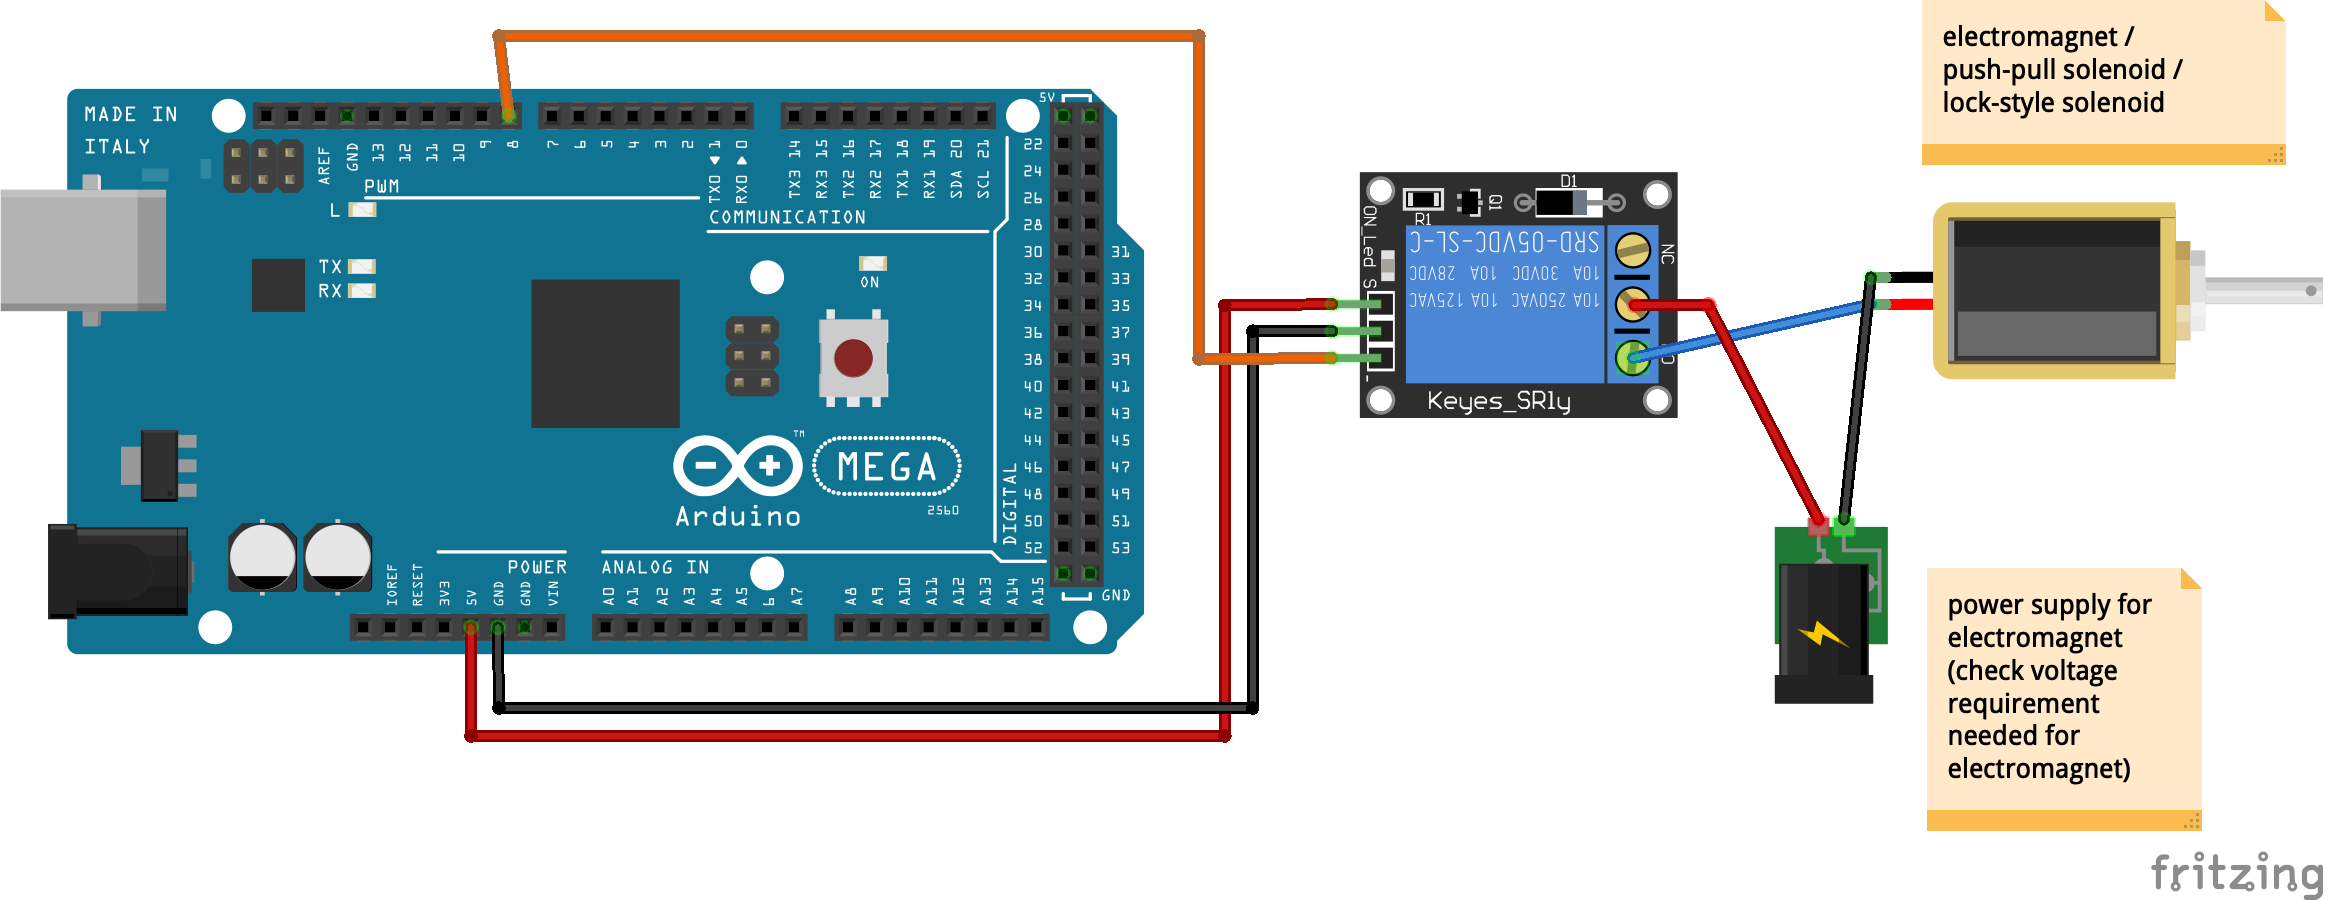 electromagnet /
push-pull solenoid /
lock-style solenoid
MADE IN
ITALY
AREF
GND
13
12
11
10
9
8
7
6
5
4
3
2
TX0 1
RX0 0
TX3 14
RX3 15
TX2 16
RX2 17
TX1 18
RX1 19
SDA 20
SCL 21
5V
PWM
L
COMMUNICATION
TX
RX
ON
22
24
26
28
30 31
32 33
34 35
36 37
38 39
40 41
42 43
44 45
46 47
48 49
50 51
52 53
GND
DIGITAL
MEGA
TM
Arduino
2560
POWER
ANALOG IN
IOREF
RESET
3V3
5V
GND
GND
VIN
A0
A1
A2
A3
A4
A5
6
A7
A8
A9
A10
A11
A12
A13
A14
A15
D1
R1
Q1
ON_Led
S
-
NC
SRD-05VDC-SL-C
10A 30VDC 10A 28VDC
10A 250VAC 10A 125VAC
Keyes_SRly
power supply for
electromagnet
(check voltage
requirement
needed for
electromagnet)
fritzing